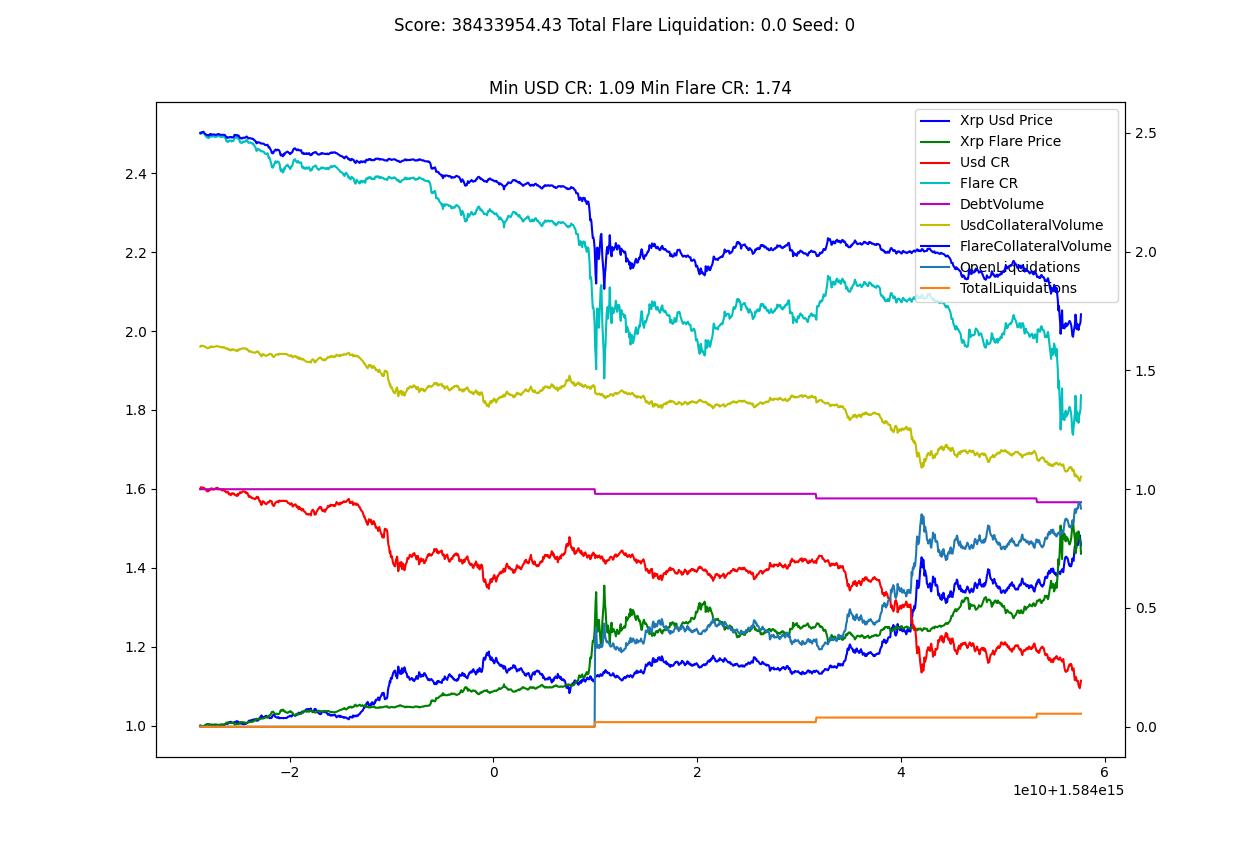 Score: 38433954.43 Total Flare Liquidation: 0.0 Seed: 0
Min USD CR: 1.09 Min Flare CR: 1.74
Xrp Usd Price
Xrp Flare Price
Usd CR
Flare CR
DebtVolume
UsdCollateralVolume
FlareCollateralVolume
OpenLiquidations
TotalLiquidations
2.4
2.2
2.0
1.8
1.6
1.4
1.2
1.0
2.5
2.0
1.5
1.0
0.5
0.0
−2 0 2 4 6
1e10+1.584e15